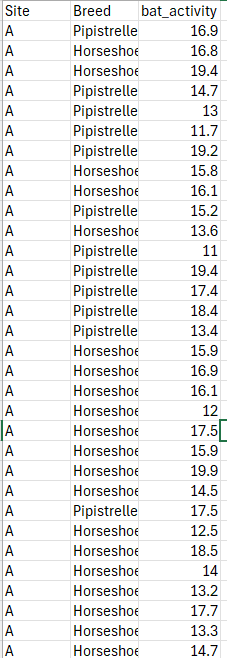 Site Breed bat_activity
A Pipistrelle 16.9
A Horseshoe 16.8
A Horseshoe 19.4
A Pipistrelle 14.7
A Pipistrelle 13
A Pipistrelle 11.7
A Pipistrelle 19.2
A Horseshoe 15.8
A Horseshoe 16.1
A Pipistrelle 15.2
A Horseshoe 13.6
A Pipistrelle 11
A Pipistrelle 19.4
A Pipistrelle 17.4
A Pipistrelle 18.4
A Pipistrelle 13.4
A Horseshoe 15.9
A Horseshoe 16.9
A Horseshoe 16.1
A Horseshoe 12
A Horseshoe 17.5
A Horseshoe 15.9
A Horseshoe 19.9
A Horseshoe 14.5
A Pipistrelle 17.5
A Horseshoe 12.5
A Horseshoe 18.5
A Horseshoe 14
A Horseshoe 13.2
A Horseshoe 17.7
A Horseshoe 13.3
A Horseshoe 14.7